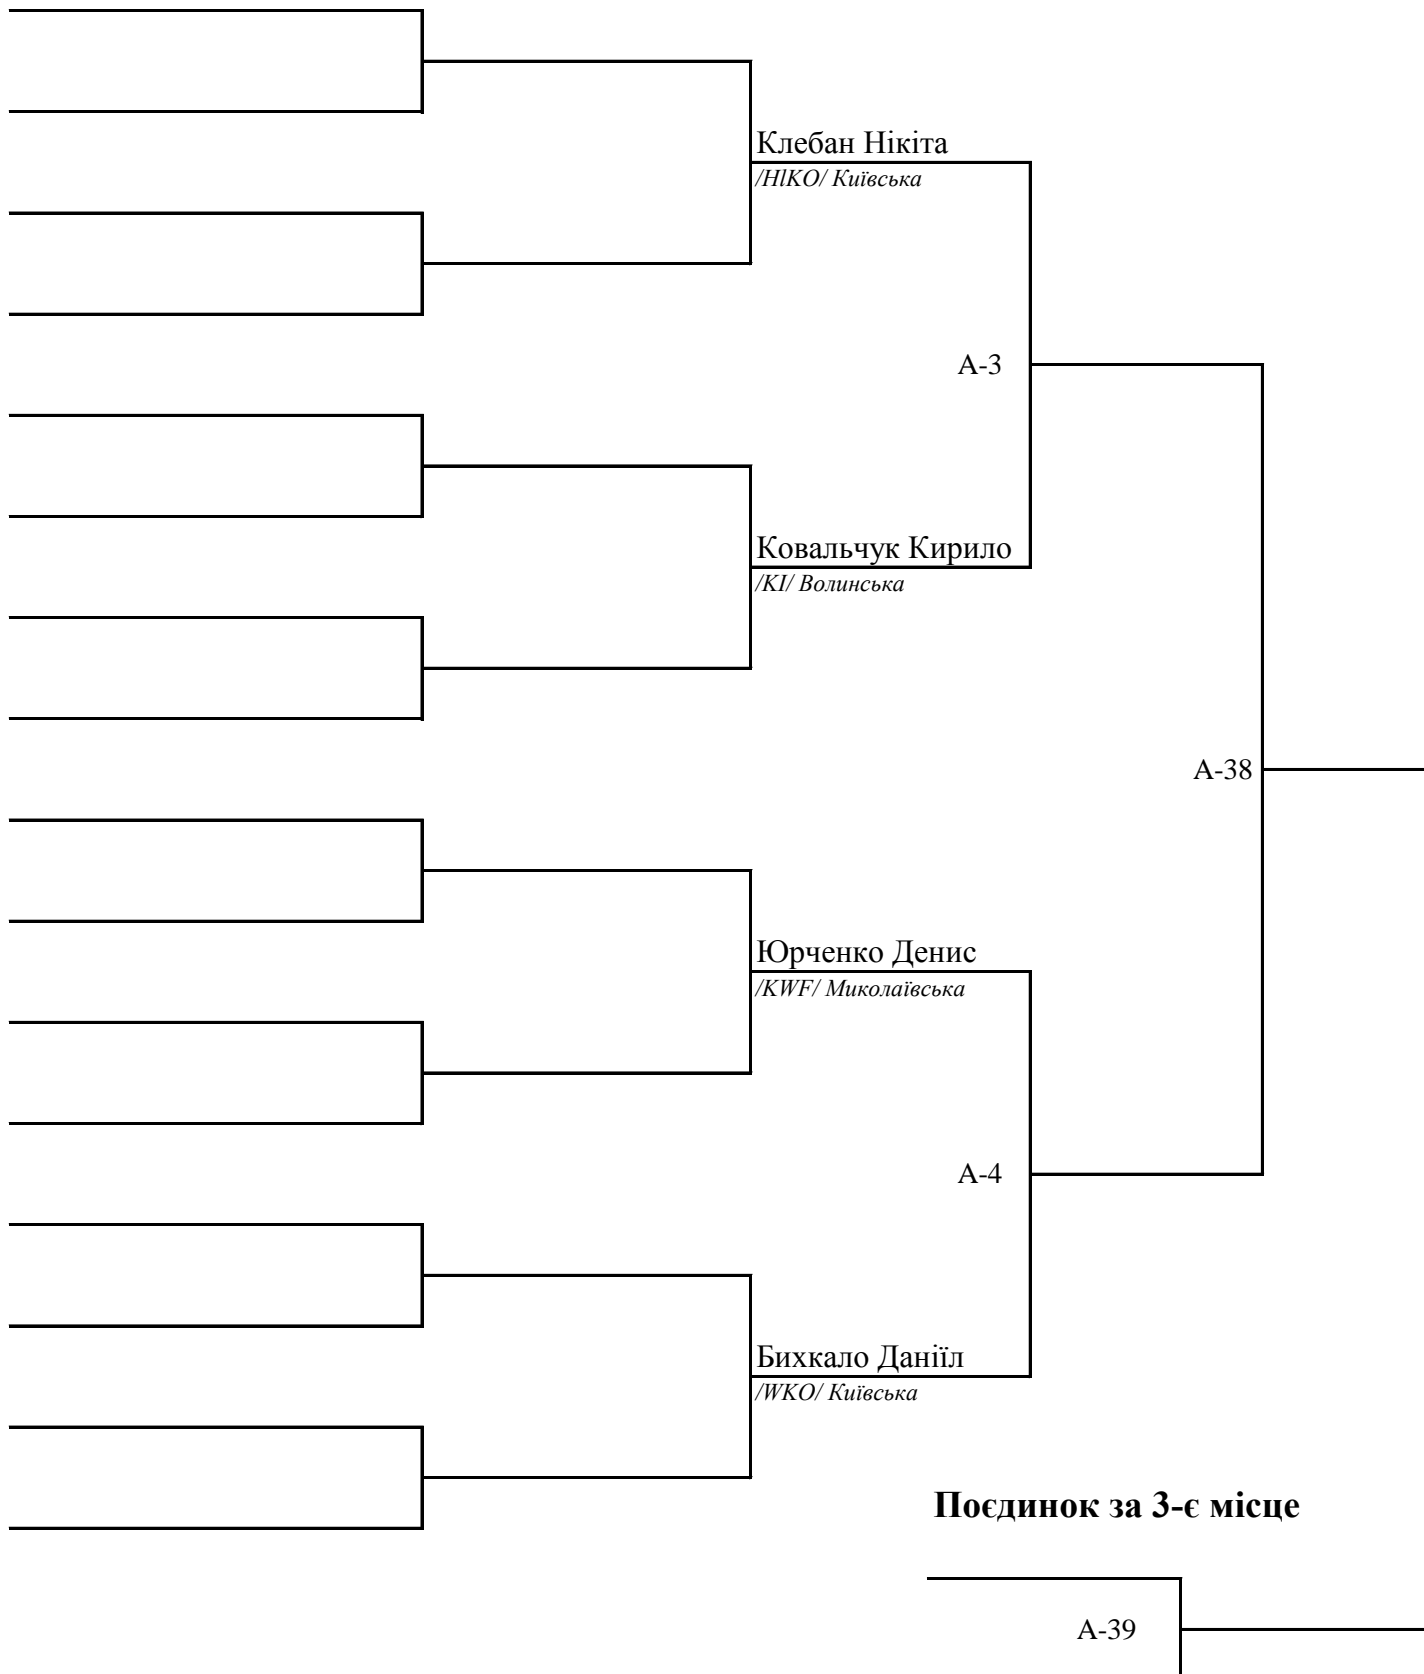 Клебан Нікіта
/HIKO/ Київська
А-3
Ковальчук Кирило
/KI/ Волинська
А-38
Юрченко Денис
/KWF/ Миколаївська
А-4
Бихкало Даніїл
/WKO/ Київська
Поєдинок за 3-є місце
А-39